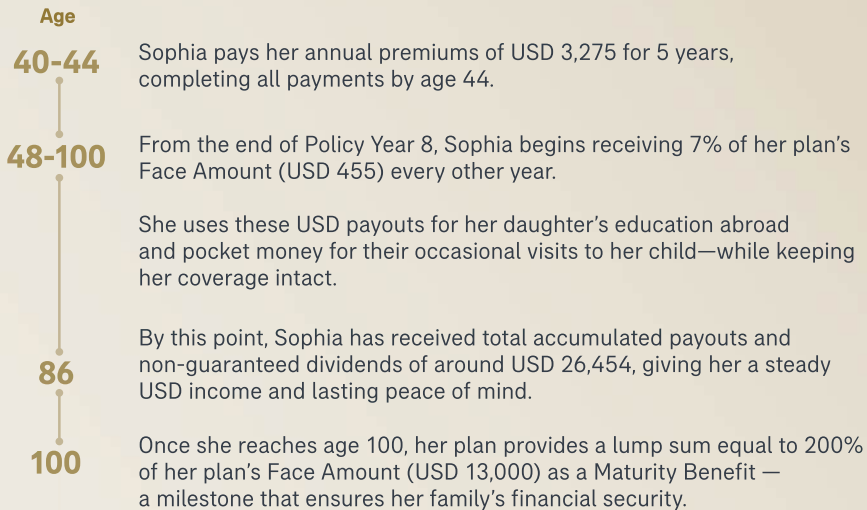 Age
40-44
Sophia pays her annual premiums of USD 3,275 for 5 years,
completing all payments by age 44.
48-100
From the end of Policy Year 8, Sophia begins receiving 7% of her plan's
Face Amount (USD 455) every other year.
She uses these USD payouts for her daughter's education abroad
and pocket money for their occasional visits to her child—while keeping
her coverage intact.
86
By this point, Sophia has received total accumulated payouts and
non-guaranteed dividends of around USD 26,454, giving her a steady
USD income and lasting peace of mind.
100
Once she reaches age 100, her plan provides a lump sum equal to 200%
of her plan's Face Amount (USD 13,000) as a Maturity Benefit —
a milestone that ensures her family's financial security.